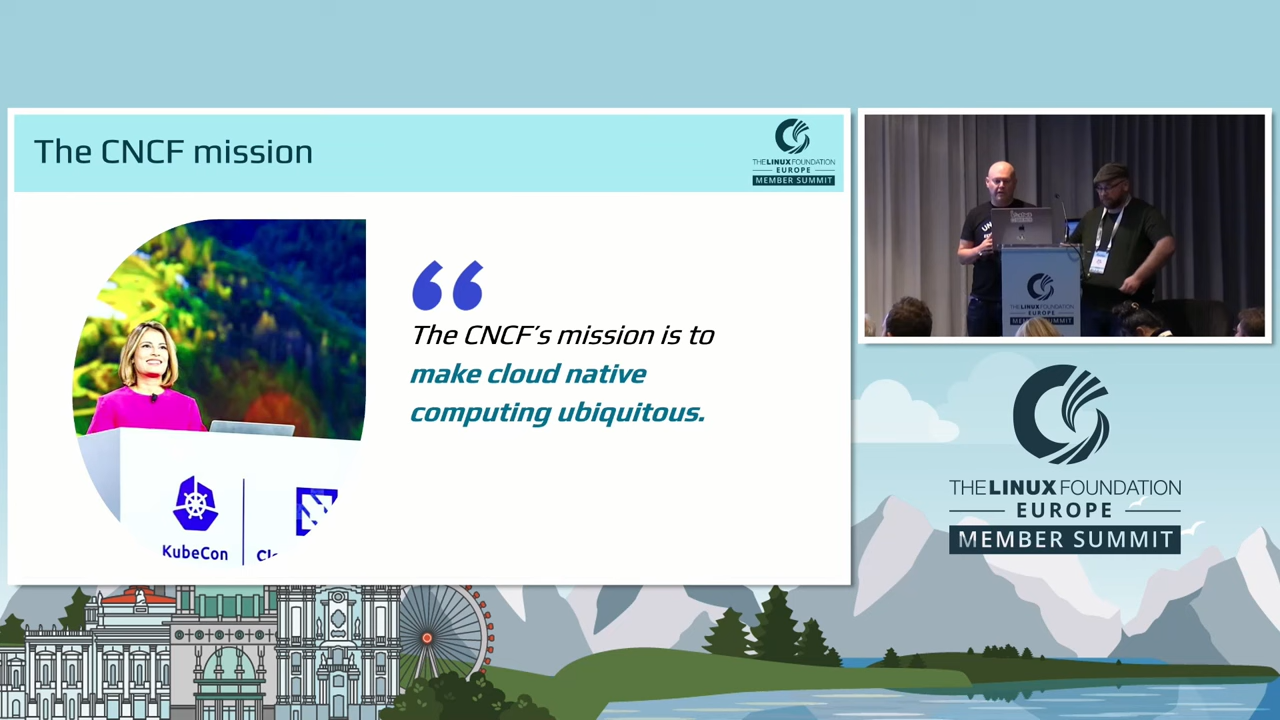 The CNCF mission
THE LINUX FOUNDATION
EUROPE
MEMBER SUMMIT
“
The CNCF’s mission is to
make cloud native
computing ubiquitous.
KubeCon
THE LINUX FOUNDATION
EUROPE
MEMBER SUMMIT
THE LINUX FOUNDATION
EUROPE
MEMBER SUMMIT